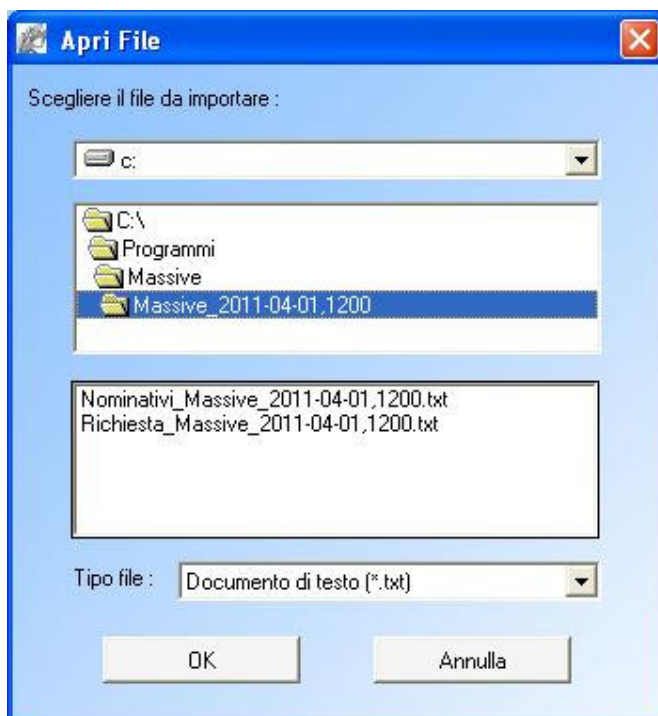 Apri File
Scegliere il file da importare :
c:
C:\
Programmi
Massive
Massive_2011-04-01,1200
Nominativi_Massive_2011-04-01,1200.txt
Richiesta_Massive_2011-04-01,1200.txt
Tipo file : Documento di testo (*.txt)
OK Annulla